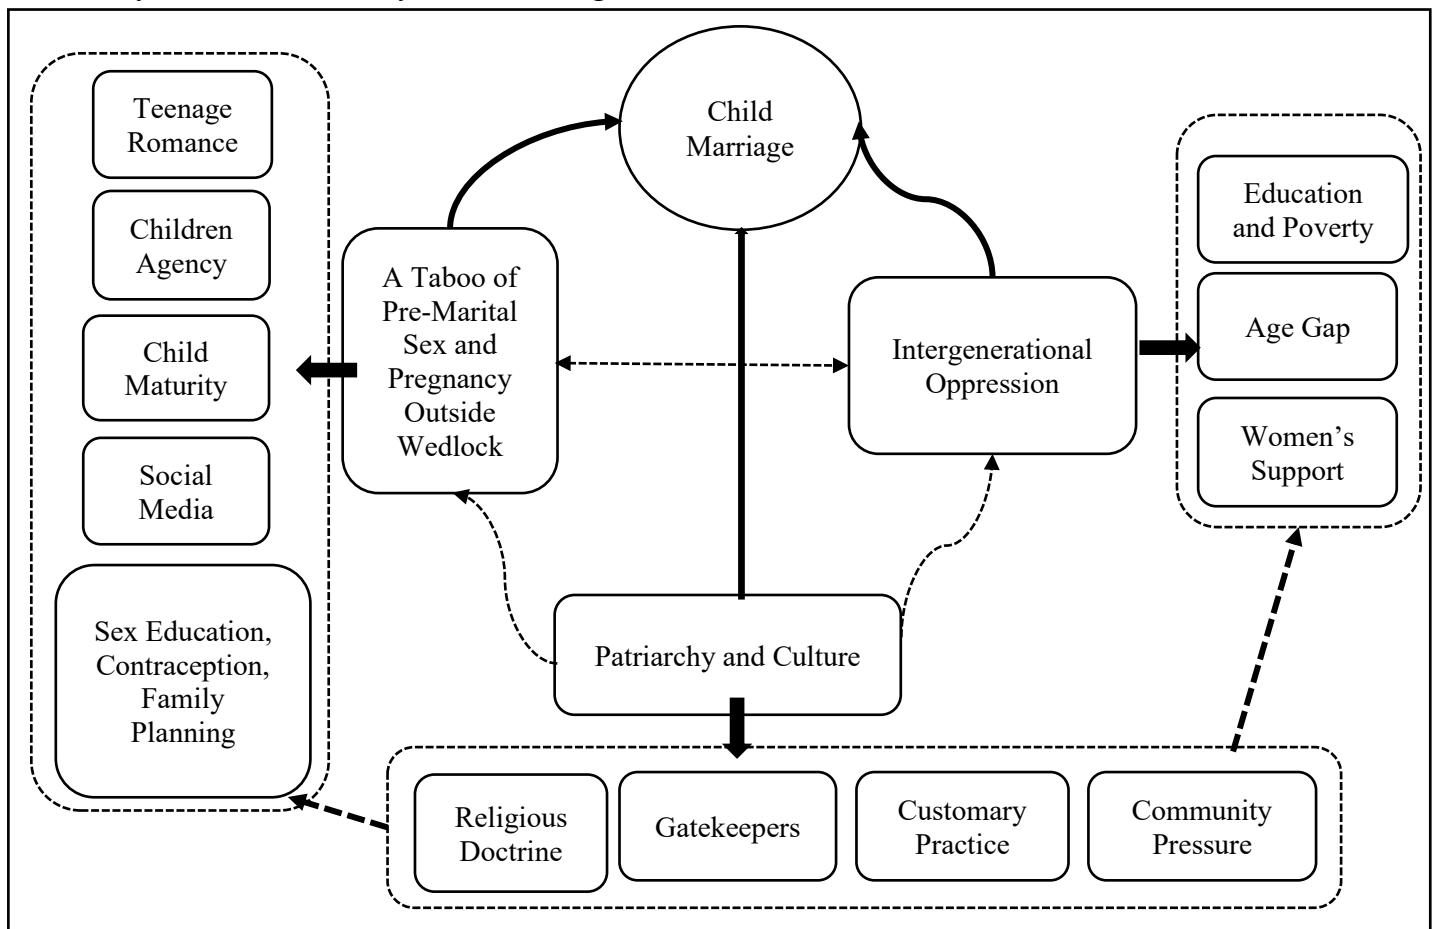 Teenage
Romance
Children
Agency
Child
Maturity
Social
Media
Sex Education,
Contraception,
Family
Planning
A Taboo of
Pre-Marital
Sex and
Pregnancy
Outside
Wedlock
Child
Marriage
Intergenerational
Oppression
Education
and Poverty
Age Gap
Women’s
Support
Patriarchy and Culture
Religious
Doctrine
Gatekeepers
Customary
Practice
Community
Pressure